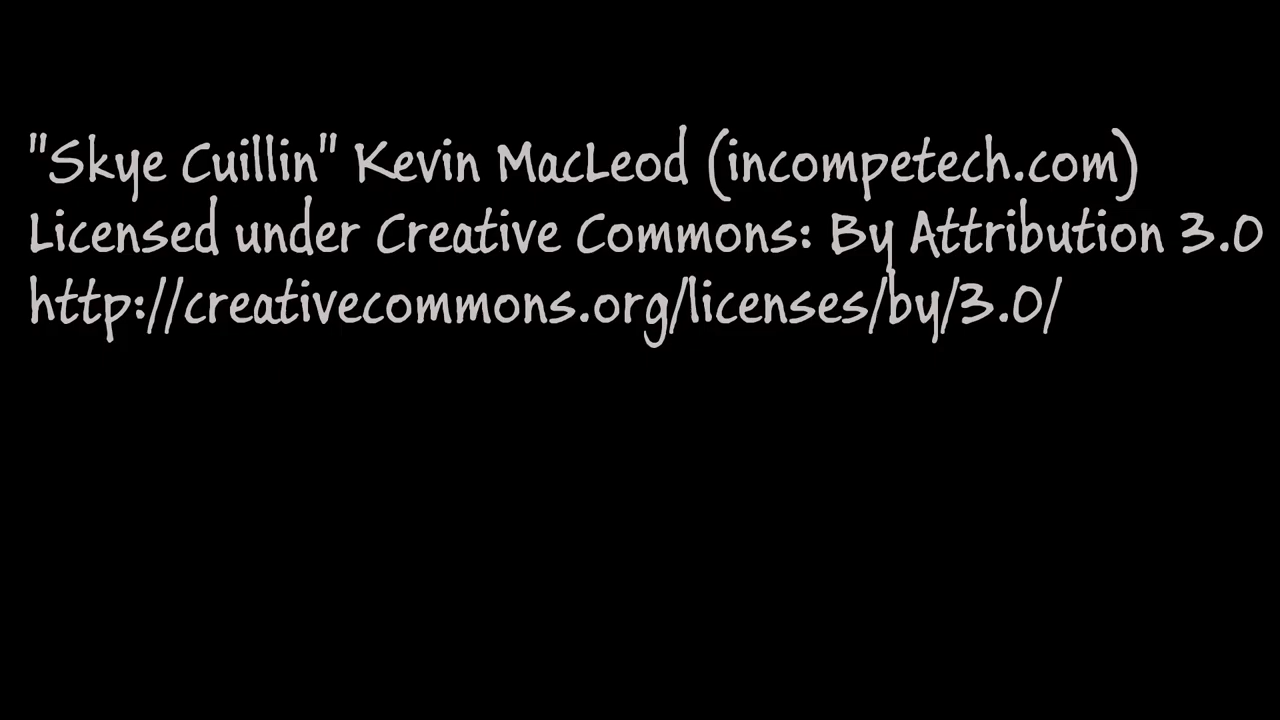 "Skye Cuillin" Kevin MacLeod (incompetech.com)
Licensed under Creative Commons: By Attribution 3.0
http://creativecommons.org/licenses/by/3.0/